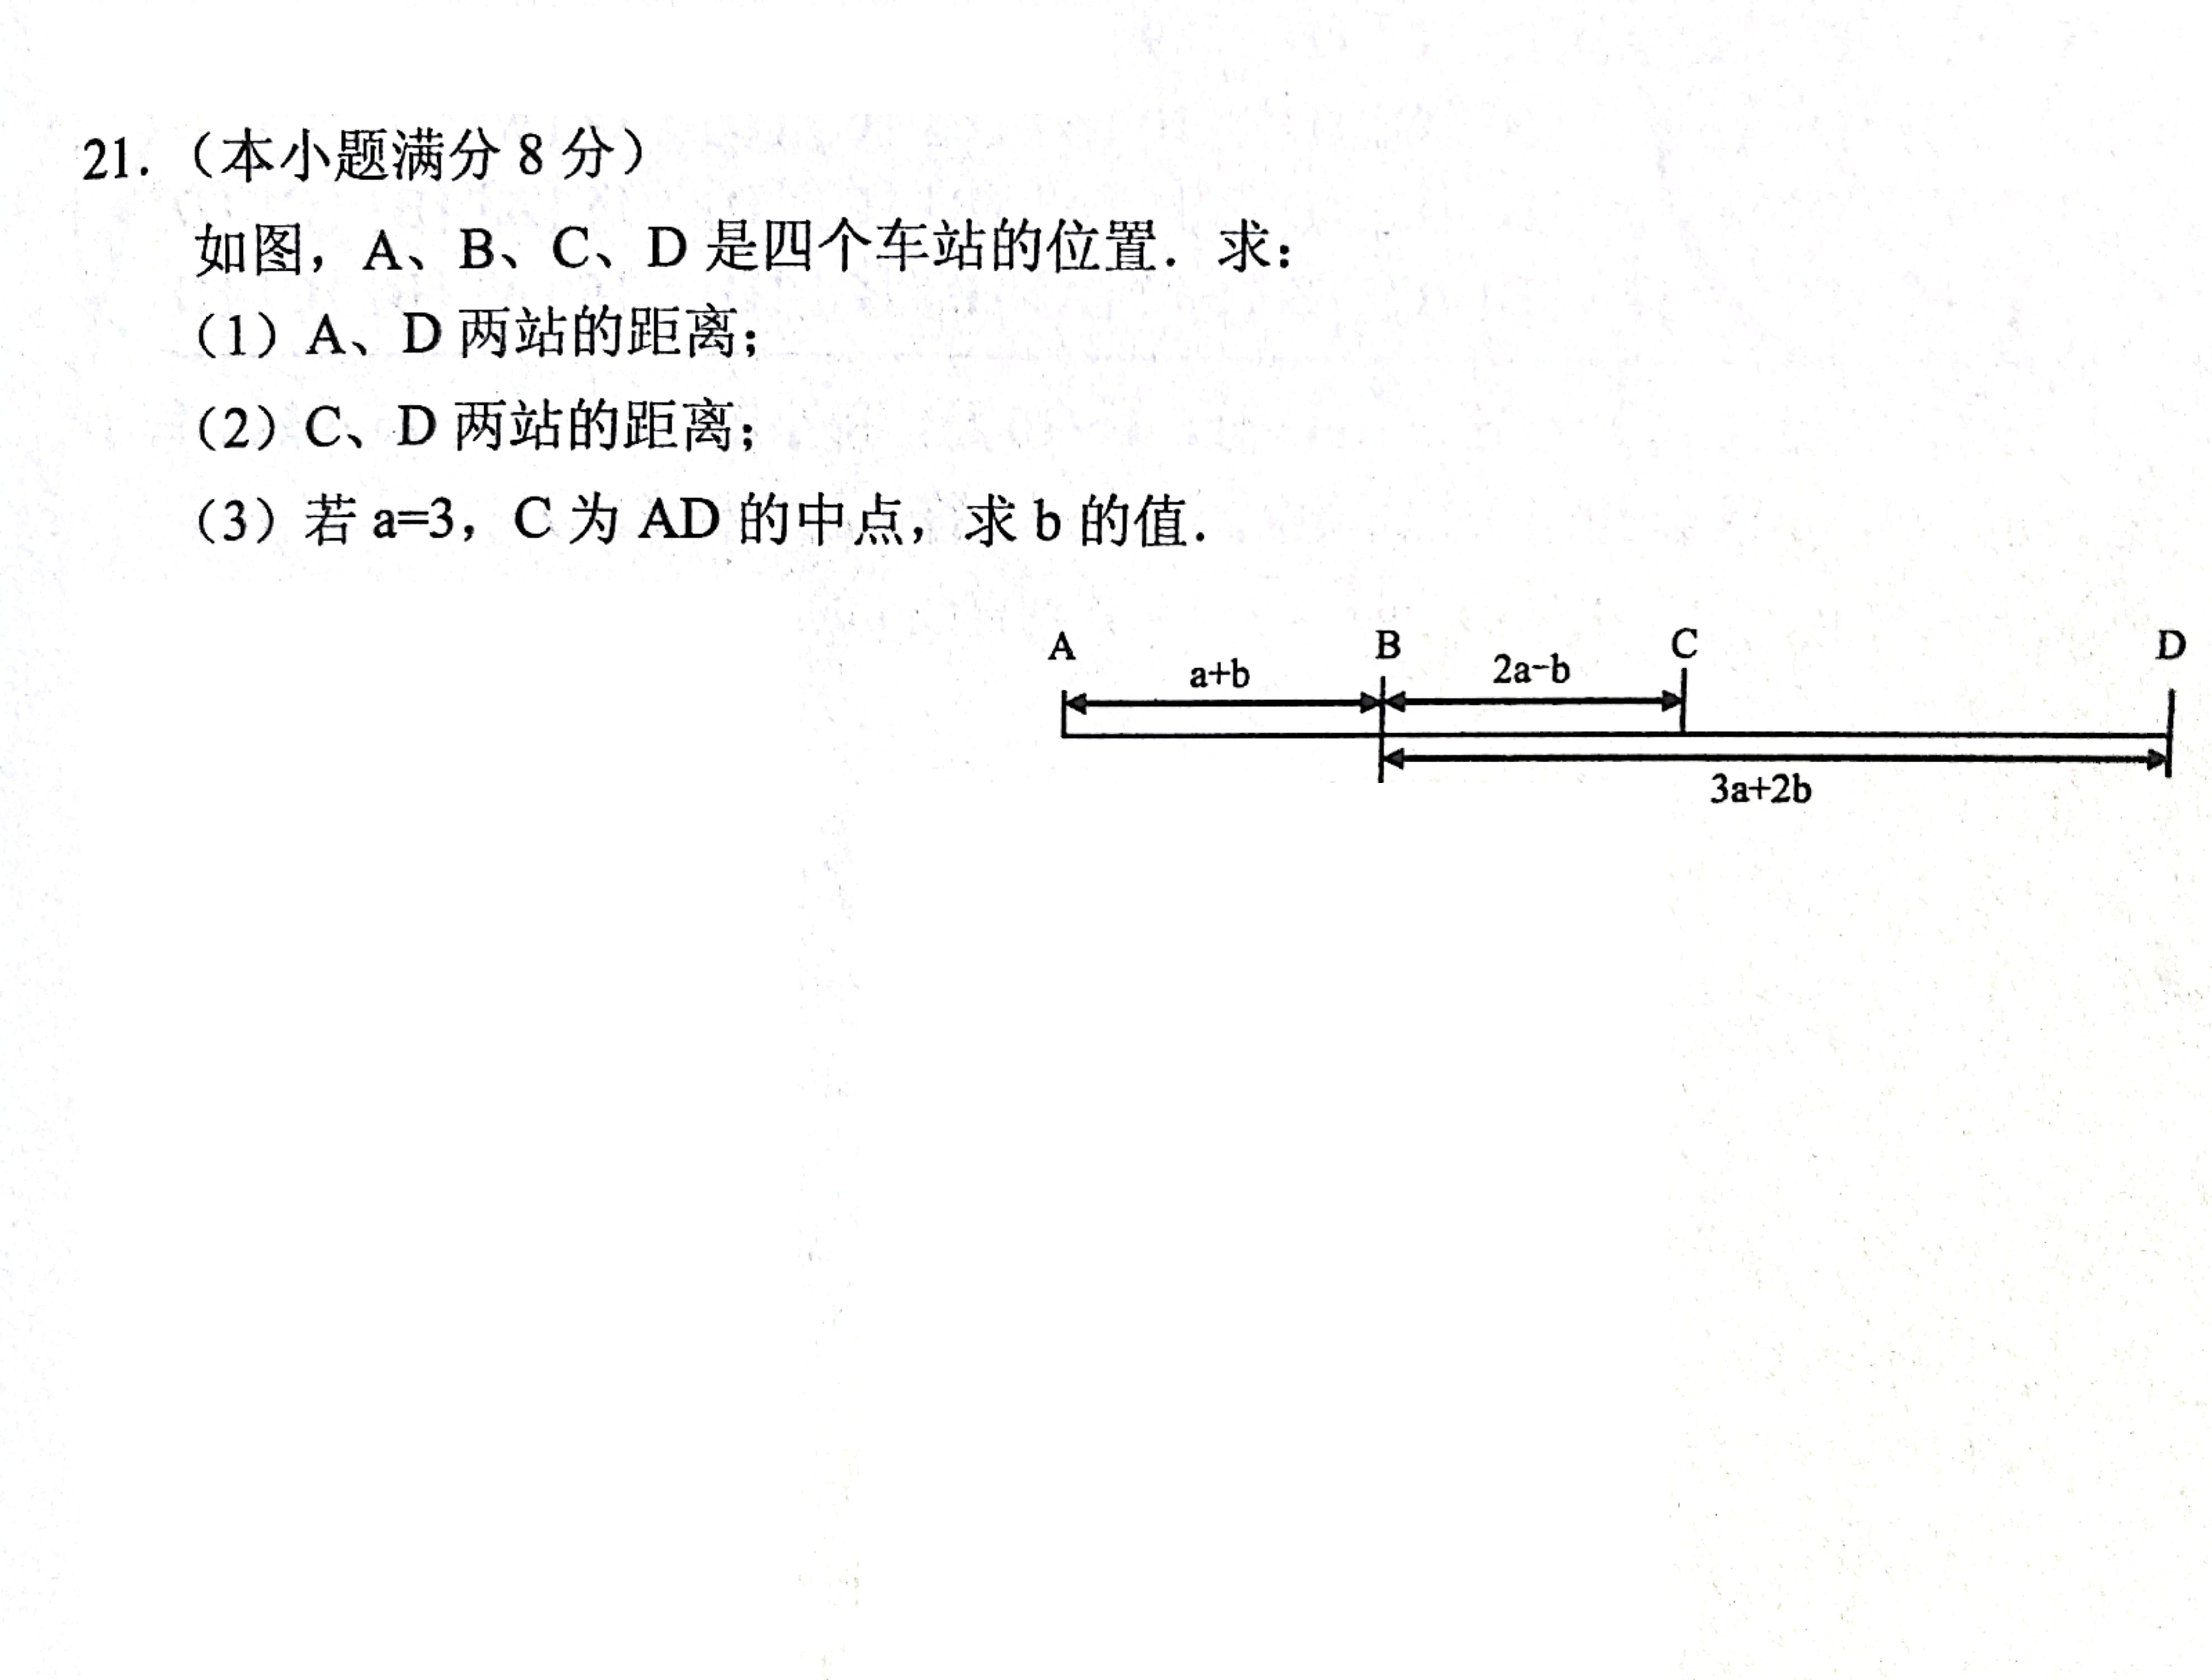 21.（本小题满分 8 分）
如图，A、B、C、D 是四个车站的位置．求：
（1）A、D 两站的距离；
（2）C、D 两站的距离；
（3）若 a=3，C 为 AD 的中点，求 b 的值．
A B C D
a+b 2a-b
3a+2b